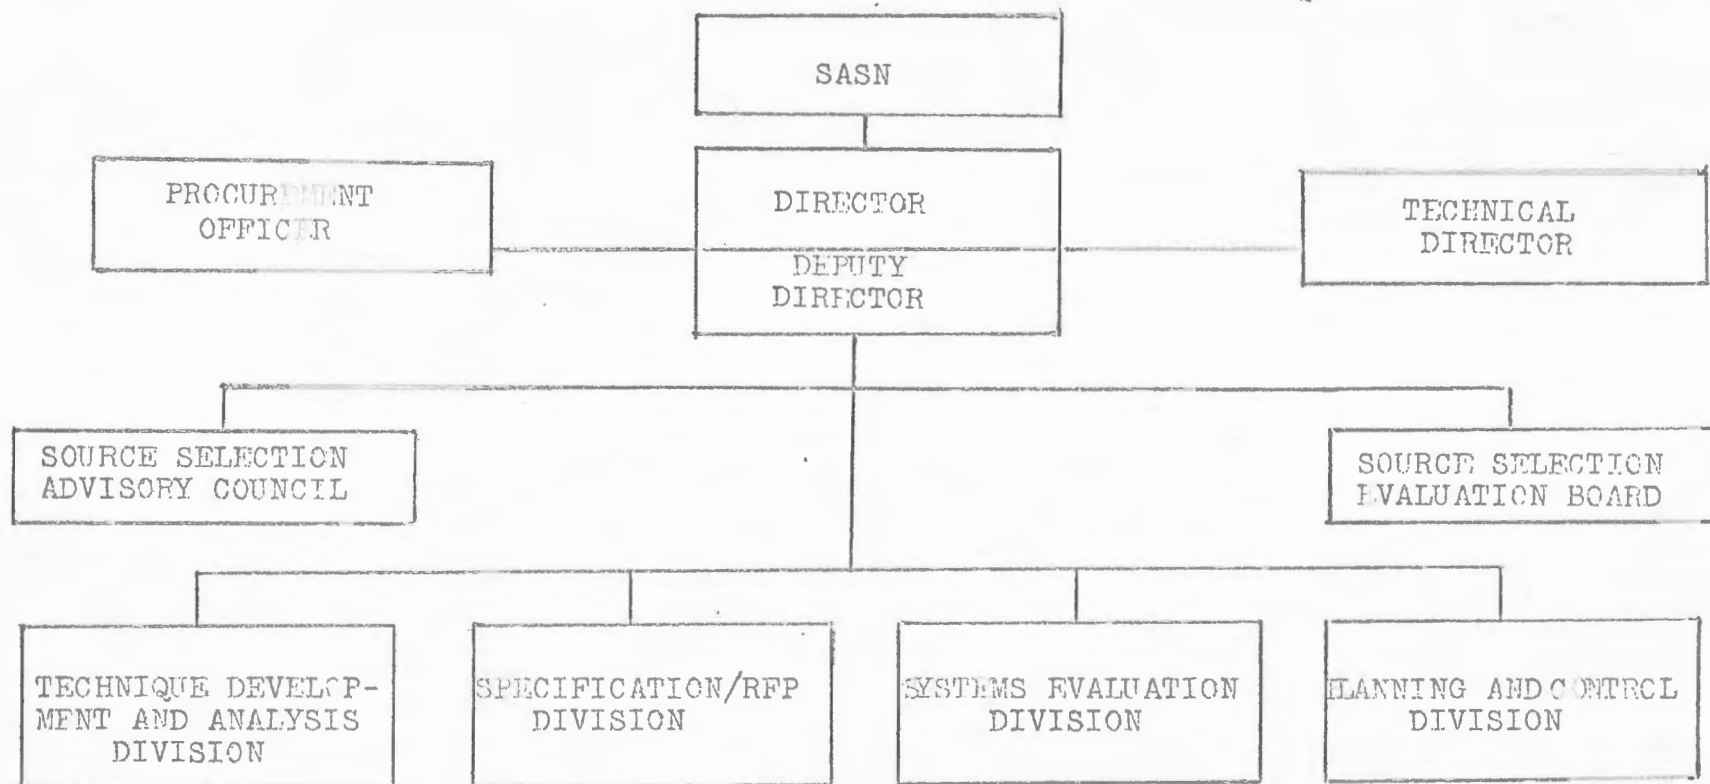 SASN
PROCUREMENT
OFFICER
DIRECTOR
DEPUTY
DIRECTOR
TECHNICAL
DIRECTOR
SOURCE SELECTION
ADVISORY COUNCIL
SOURCE SELECTION
EVALUATION BOARD
TECHNIQUE DEVELOP-
MENT AND ANALYSIS
DIVISION
SPECIFICATION/RFP
DIVISION
SYSTEMS EVALUATION
DIVISION
PLANNING AND CONTROL
DIVISION